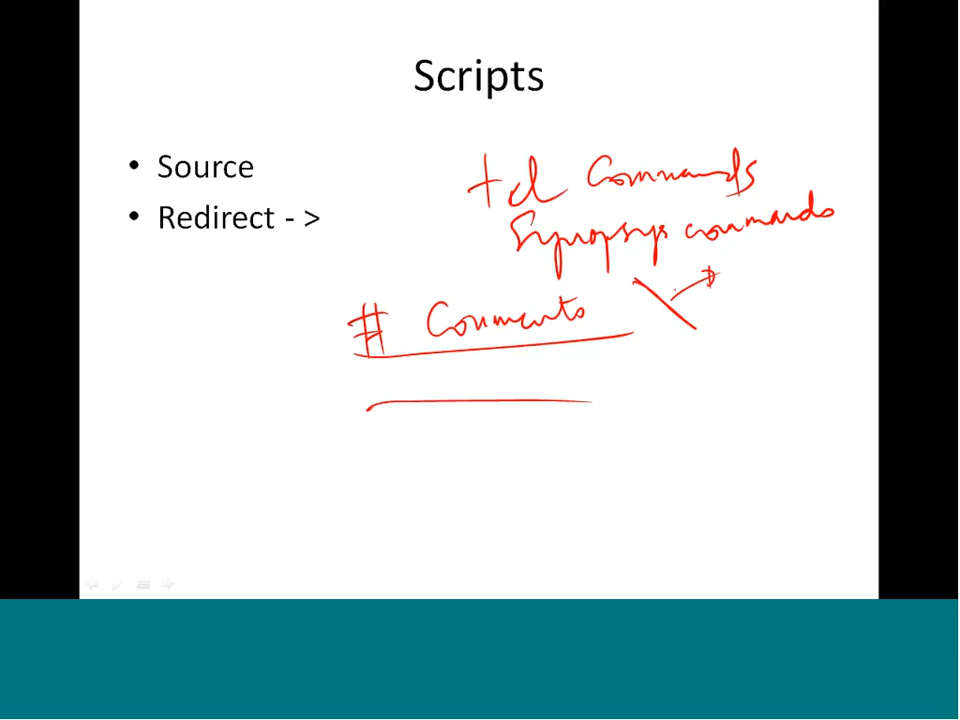 Scripts
• Source
• Redirect - >
tcl Commands
Synopsys commands
# Comments
\